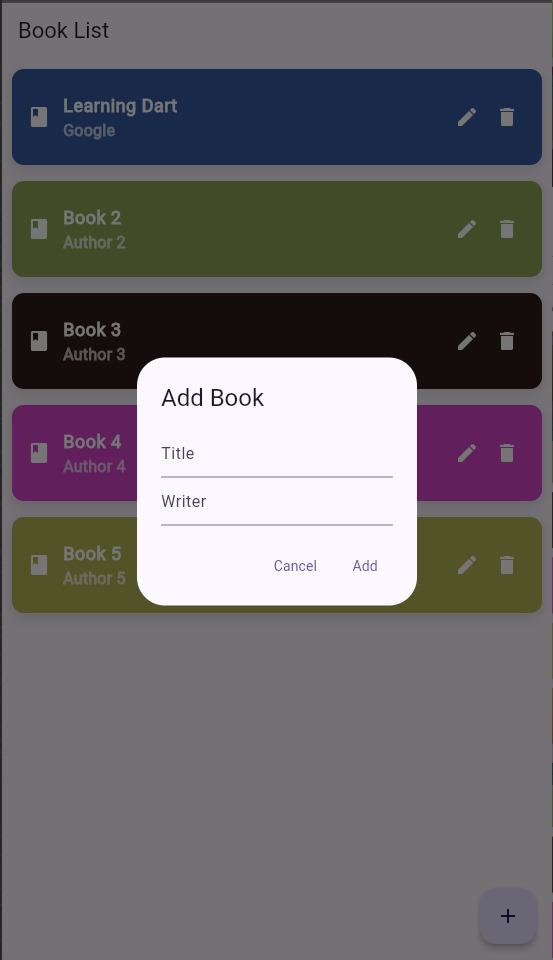 Book List
Learning Dart
Google
Book 2
Author 2
Book 3
Author 3
Add Book
Book 4
Author 4
Title
Writer
Book 5
Author 5
Cancel Add